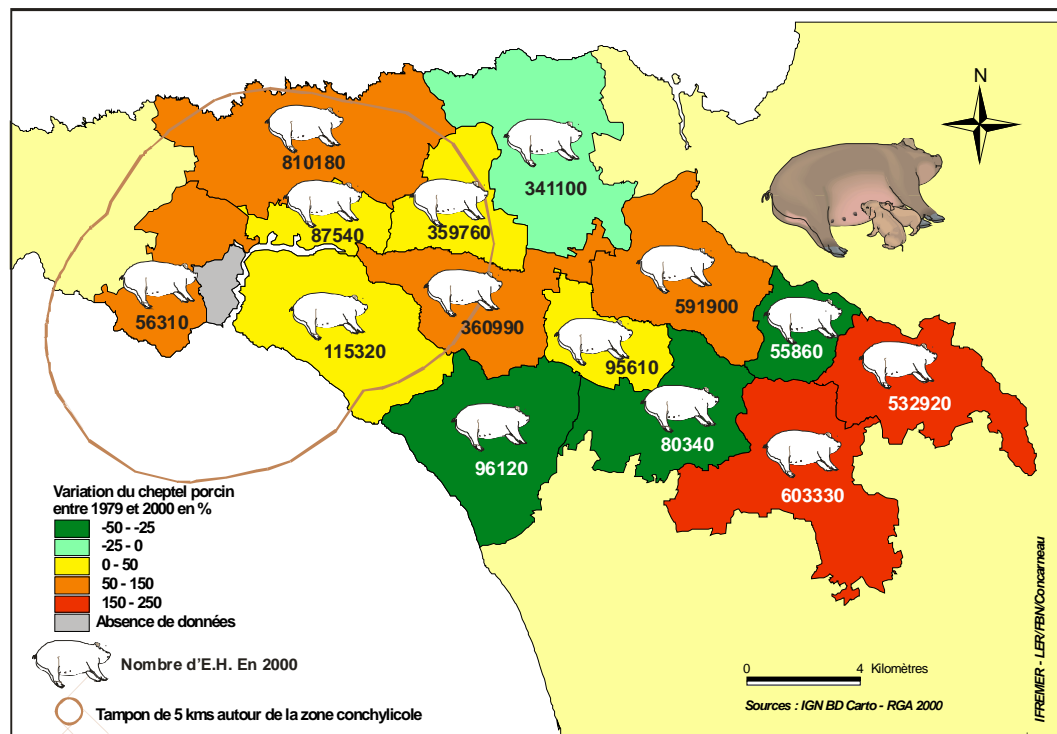 N
810180
341100
87540
359760
591900
56310
360990
115320
95610
55860
532920
80340
96120
603330
Variation du cheptel porcin
entre 1979 et 2000 en %
-50 - -25
-25 - 0
0 - 50
50 - 150
150 - 250
Absence de données
Nombre d'E.H. En 2000
Tampon de 5 kms autour de la zone conchylicole
0 4 Kilomètres
Sources : IGN BD Carto - RGA 2000
IFREMER - LER/FBN/Concarneau